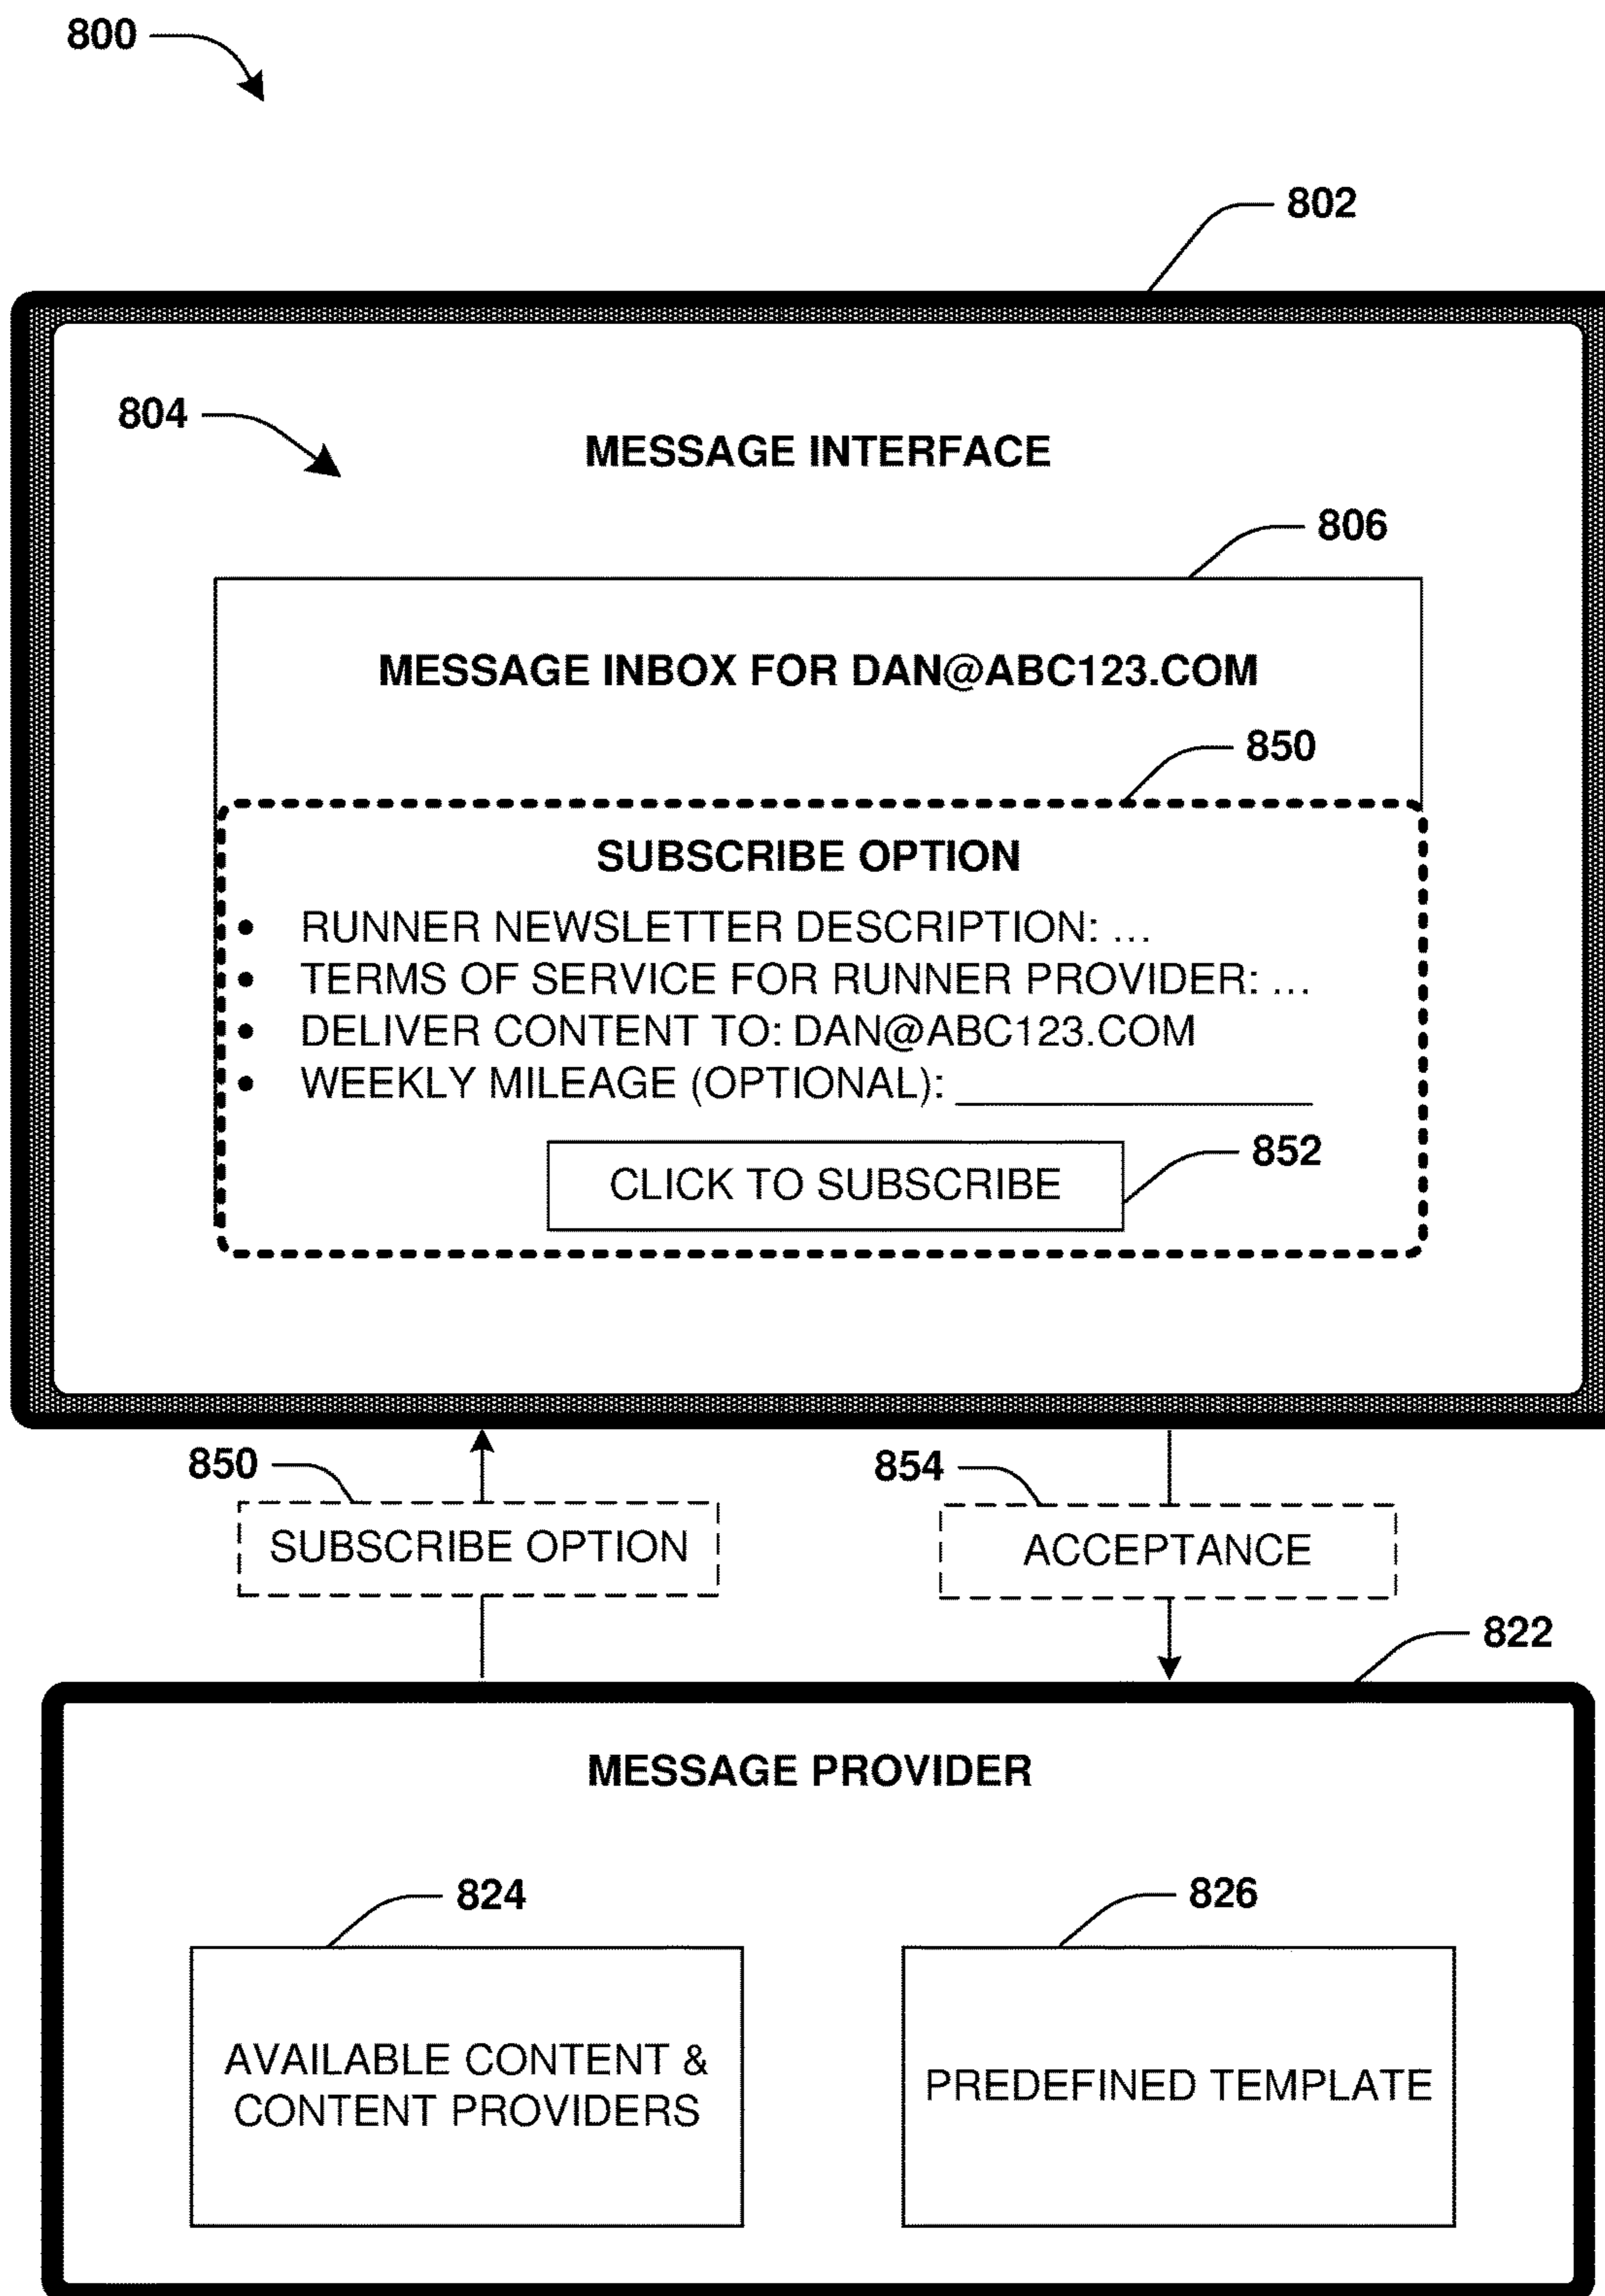 800
802
804
MESSAGE INTERFACE
806
MESSAGE INBOX FOR DAN@ABC123.COM
850
SUBSCRIBE OPTION
• RUNNER NEWSLETTER DESCRIPTION: ...
• TERMS OF SERVICE FOR RUNNER PROVIDER: ...
• DELIVER CONTENT TO: DAN@ABC123.COM
• WEEKLY MILEAGE (OPTIONAL): _______________
CLICK TO SUBSCRIBE
852
850
854
SUBSCRIBE OPTION
ACCEPTANCE
822
MESSAGE PROVIDER
824
826
AVAILABLE CONTENT &
CONTENT PROVIDERS
PREDEFINED TEMPLATE